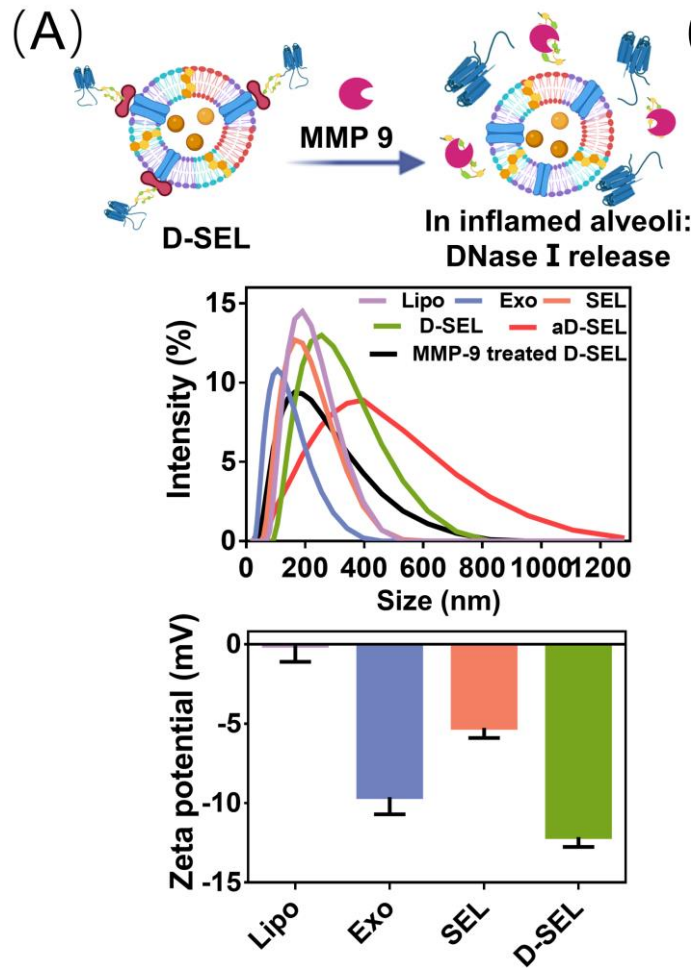 (A)
MMP 9
D-SEL
In inflamed alveoli:
DNase I release
Intensity (%)
15
10
5
0
Lipo Exo SEL
D-SEL aD-SEL
MMP-9 treated D-SEL
0 200 400 600 800 1000 1200
Size (nm)
Zeta potential (mV)
0
-5
-10
-15
Lipo Exo SEL D-SEL